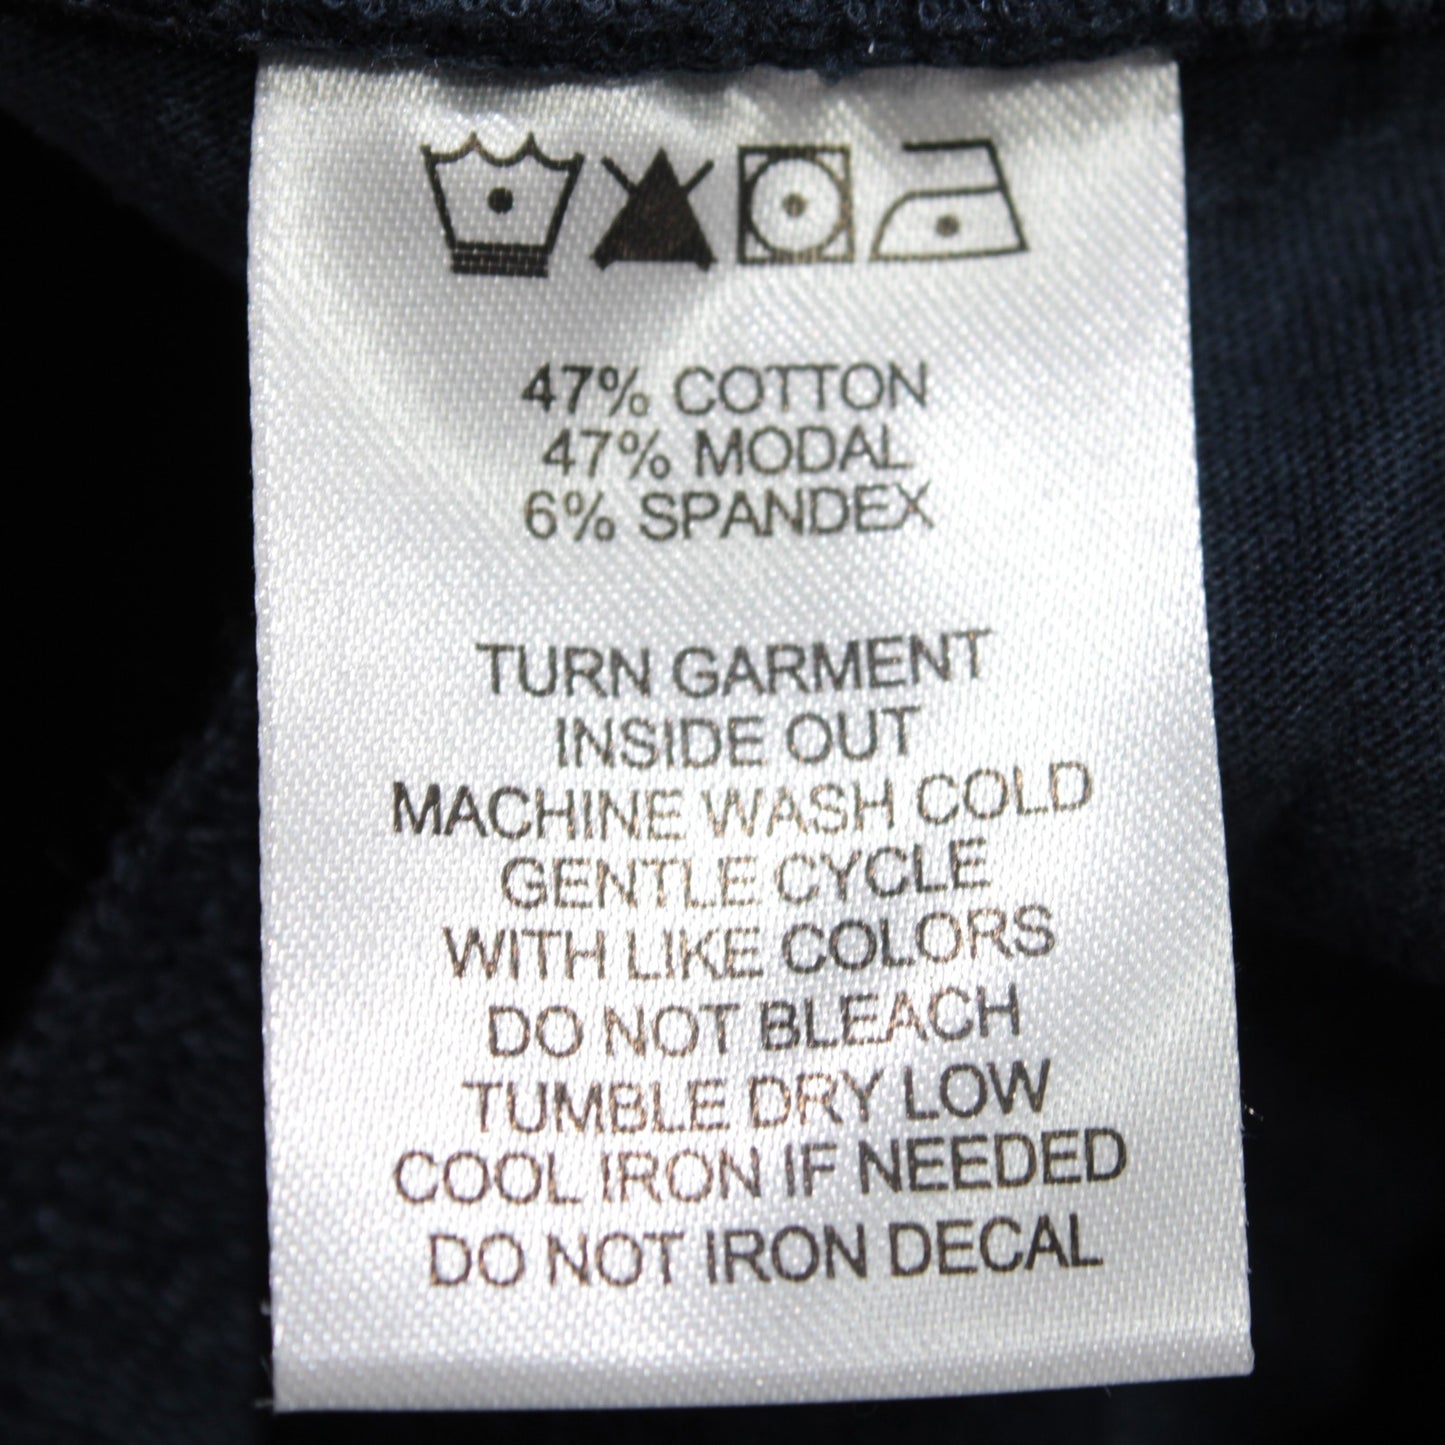 47% COTTON
47% MODAL
6% SPANDEX
TURN GARMENT
INSIDE OUT
MACHINE WASH COLD
GENTLE CYCLE
WITH LIKE COLORS
DO NOT BLEACH
TUMBLE DRY LOW
COOL IRON IF NEEDED
DO NOT IRON DECAL